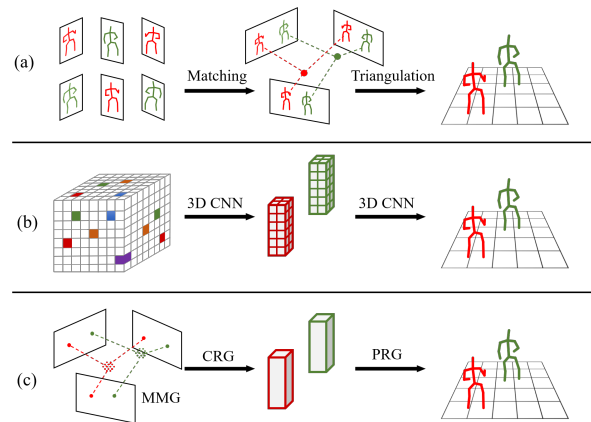 (a)
Matching
Triangulation
(b)
3D CNN
3D CNN
(c)
MMG
CRG
PRG